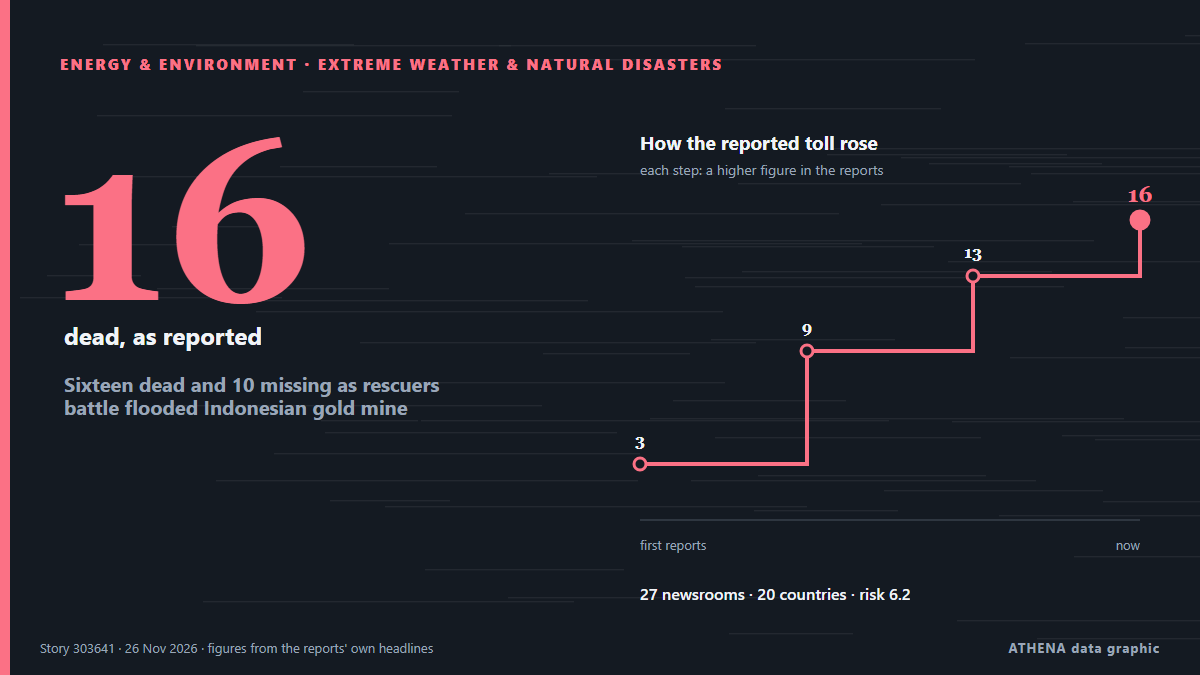 ENERGY & ENVIRONMENT · EXTREME WEATHER & NATURAL DISASTERS
16
dead, as reported
Sixteen dead and 10 missing as rescuers
battle flooded Indonesian gold mine
How the reported toll rose
each step: a higher figure in the reports
16
13
9
3
first reports
now
27 newsrooms · 20 countries · risk 6.2
Story 303641 · 26 Nov 2026 · figures from the reports' own headlines
ATHENA data graphic